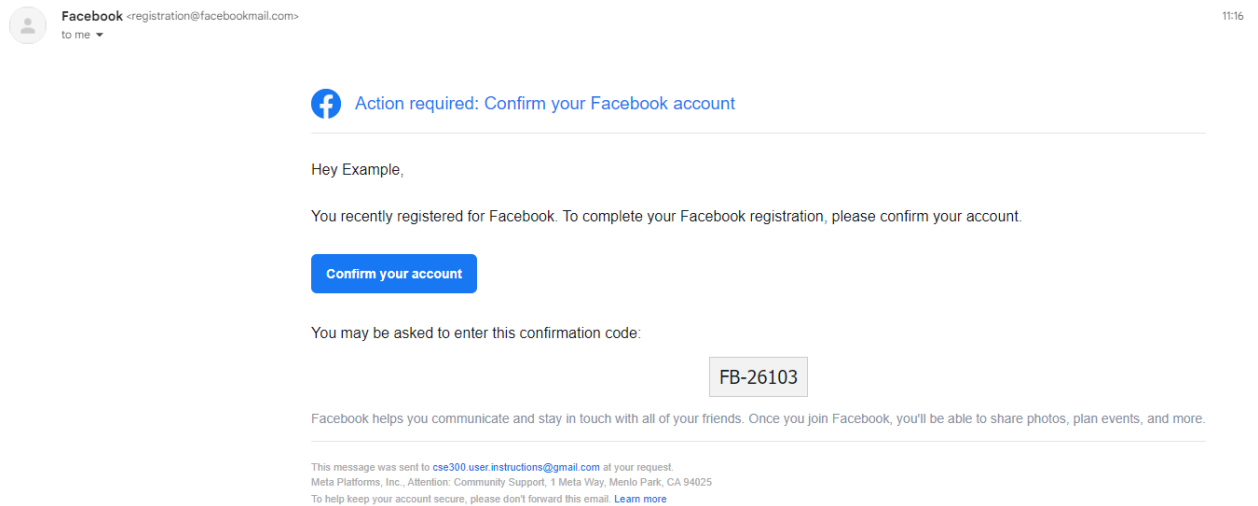 Facebook <registration@facebookmail.com>
11:16
to me
Action required: Confirm your Facebook account
Hey Example,
You recently registered for Facebook. To complete your Facebook registration, please confirm your account.
Confirm your account
You may be asked to enter this confirmation code:
FB-26103
Facebook helps you communicate and stay in touch with all of your friends. Once you join Facebook, you'll be able to share photos, plan events, and more.
This message was sent to cse300.user.instructions@gmail.com at your request.
Meta Platforms, Inc., Attention: Community Support, 1 Meta Way, Menlo Park, CA 94025
To help keep your account secure, please don't forward this email. Learn more